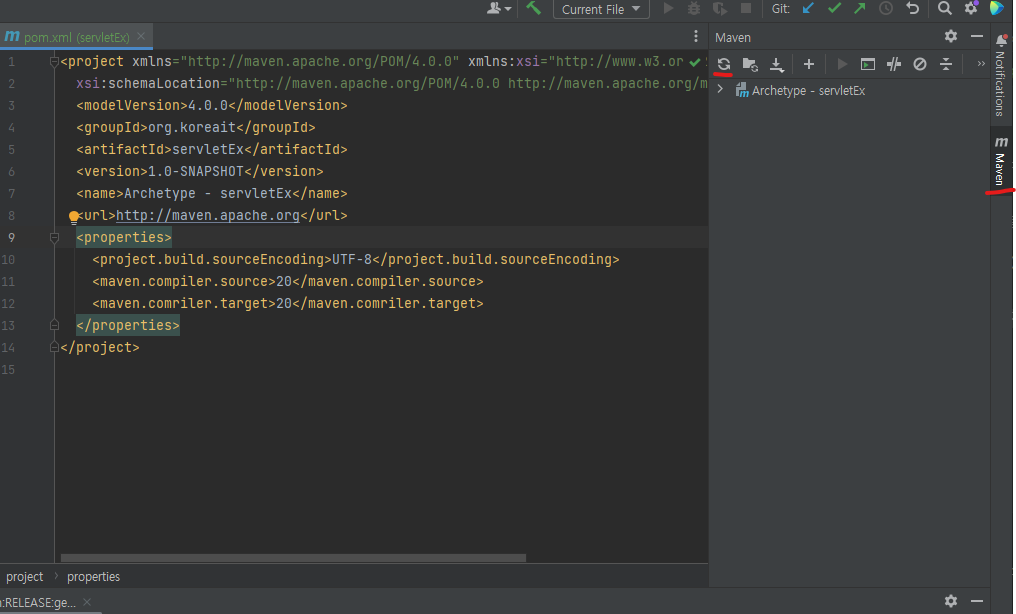 Current File
Git:
m pom.xml (servletEx)
Maven
1 <project xmlns="http://maven.apache.org/POM/4.0.0" xmlns:xsi="http://www.w3.or
2 xsi:schemaLocation="http://maven.apache.org/POM/4.0.0 http://maven.apache.org/m
3 <modelVersion>4.0.0</modelVersion>
4 <groupId>org.koreait</groupId>
5 <artifactId>servletEx</artifactId>
6 <version>1.0-SNAPSHOT</version>
7 <name>Archetype - servletEx</name>
8 <url>http://maven.apache.org</url>
9 <properties>
10 <project.build.sourceEncoding>UTF-8</project.build.sourceEncoding>
11 <maven.compiler.source>20</maven.compiler.source>
12 <maven.comriler.target>20</maven.comriler.target>
13 </properties>
14 </project>
15
Archetype - servletEx
Notifications
m Maven
project > properties
:RELEASE:ge...